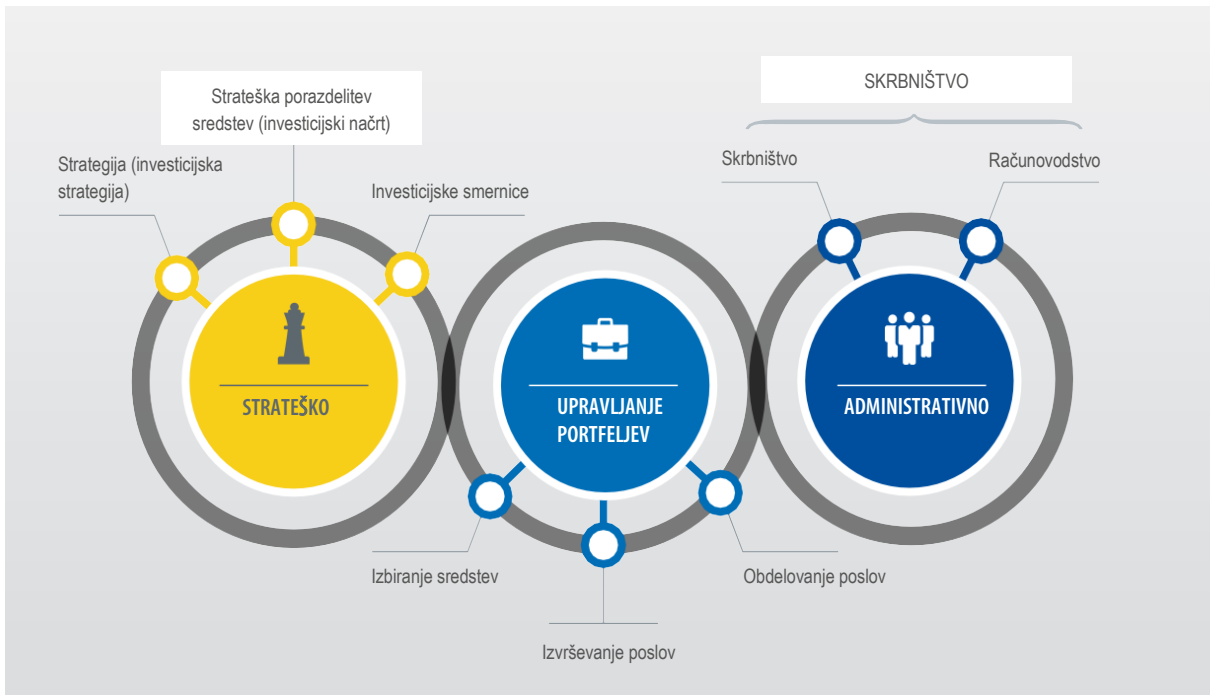 Strateška porazdelitev
sredstev (investicijski načrt)
Strategija (investicijska
strategija)
Investicijske smernice
STRATEŠKO
UPRAVLJANJE
PORTFELJEV
Izbiranje sredstev
Izvrševanje poslov
Obdelovanje poslov
SKRBNIŠTVO
Skrbništvo
Računovodstvo
ADMINISTRATIVNO